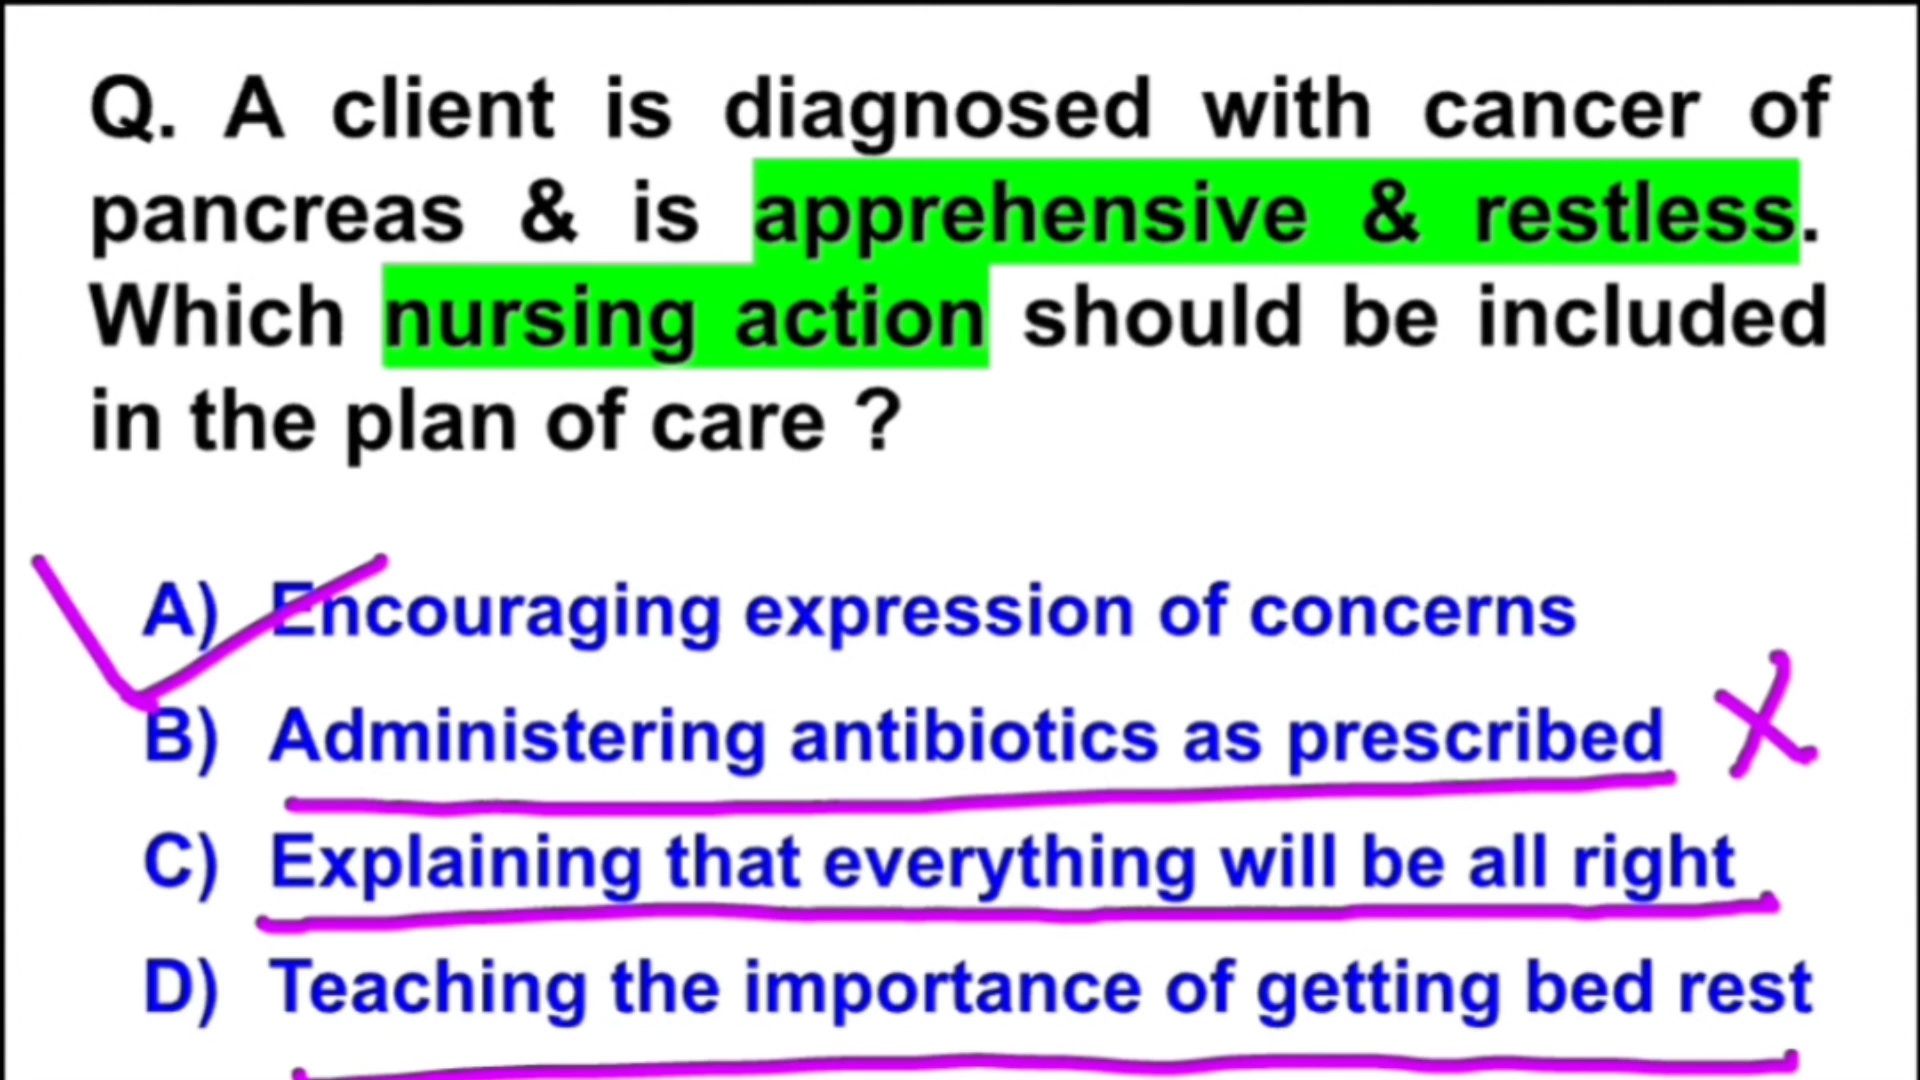 Q. A client is diagnosed with cancer of
pancreas & is apprehensive & restless.
Which nursing action should be included
in the plan of care ?
A) Encouraging expression of concerns
B) Administering antibiotics as prescribed
C) Explaining that everything will be all right
D) Teaching the importance of getting bed rest